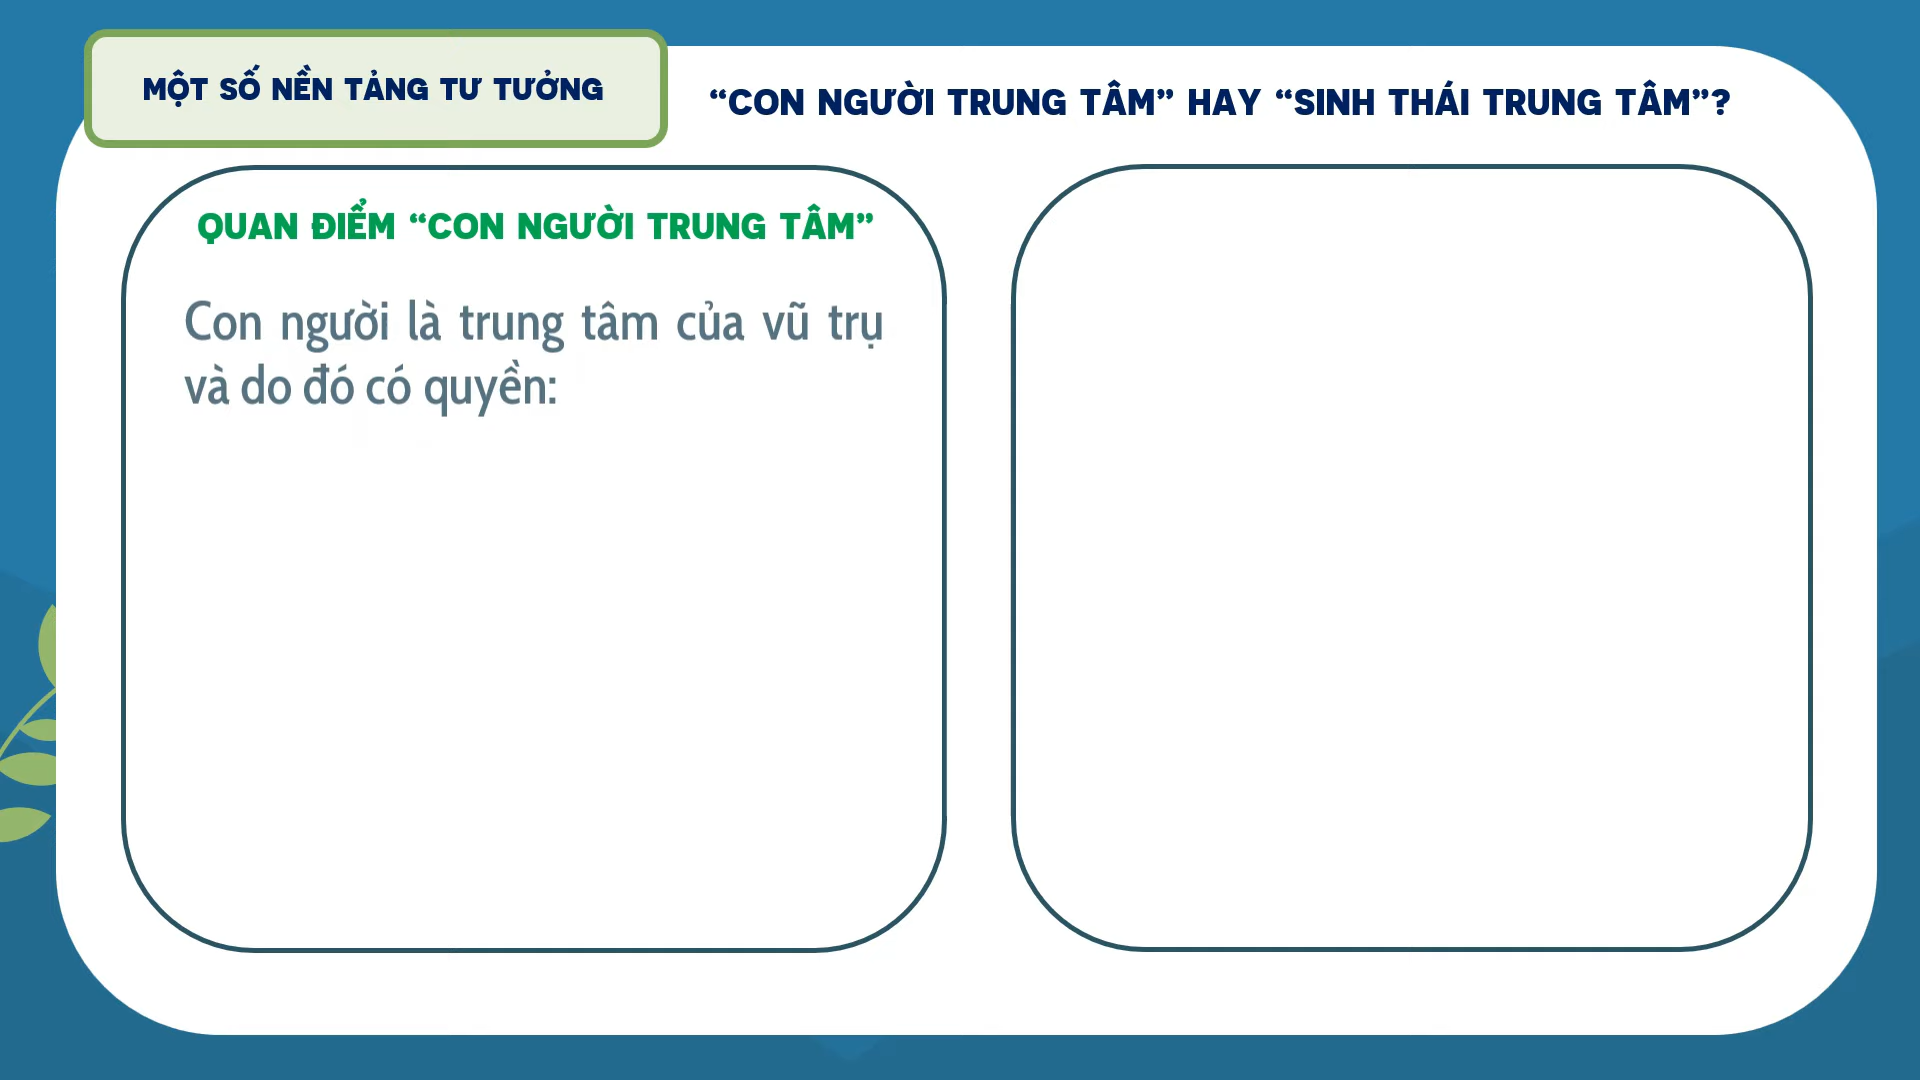 MỘT SỐ NỀN TẢNG TƯ TƯỞNG
“CON NGƯỜI TRUNG TÂM” HAY “SINH THÁI TRUNG TÂM”?
QUAN ĐIỂM “CON NGƯỜI TRUNG TÂM”
Con người là trung tâm của vũ trụ
và do đó có quyền: